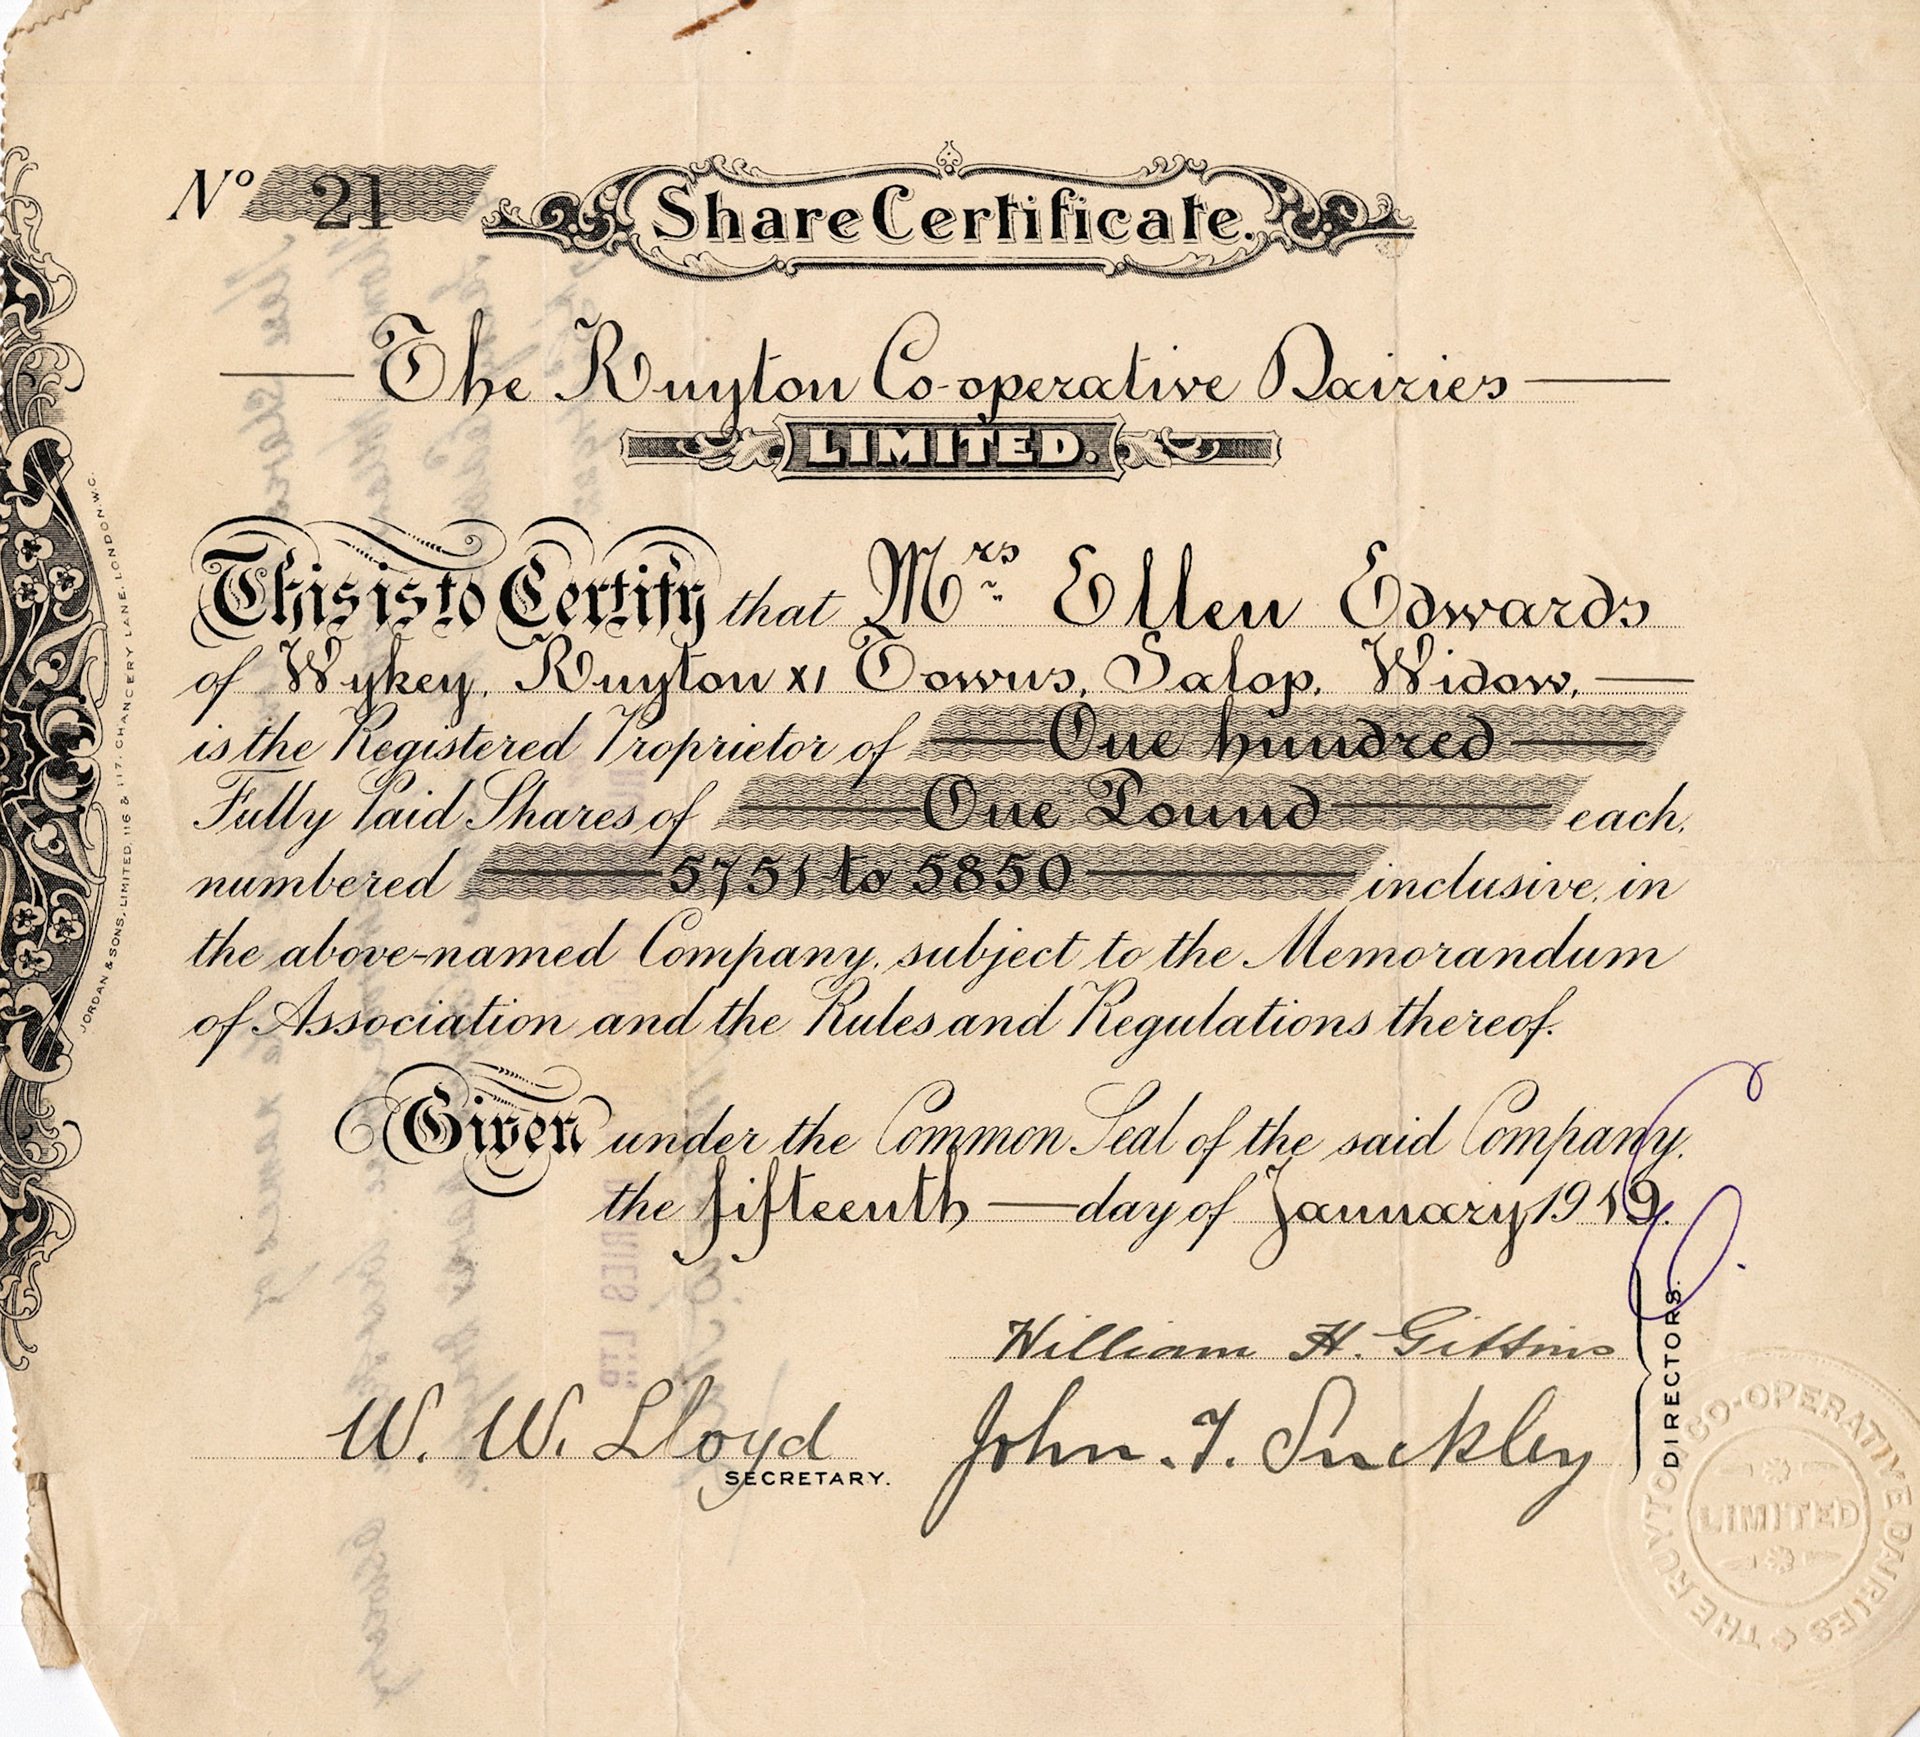 No 21 Share Certificate.
The Ruyton Co-operative Dairies
LIMITED.
This is to Certify that Mrs Ellen Edwards
of Wykey, Ruyton XI Towns, Salop, Widow,
is the Registered Proprietor of One hundred
Fully Paid Shares of One Pound each,
numbered 5751 to 5850 inclusive, in
the above-named Company, subject to the Memorandum
of Association and the Rules and Regulations thereof.
Given under the Common Seal of the said Company,
the fifteenth day of January 1919.
William H. Gittins
W. W. Lloyd
SECRETARY.
John T. Suckley
DIRECTORS.
THE RUYTON CO-OPERATIVE DAIRIES
LIMITED
JORDAN & SONS, LIMITED, 116 & 117, CHANCERY LANE, LONDON, W.C.